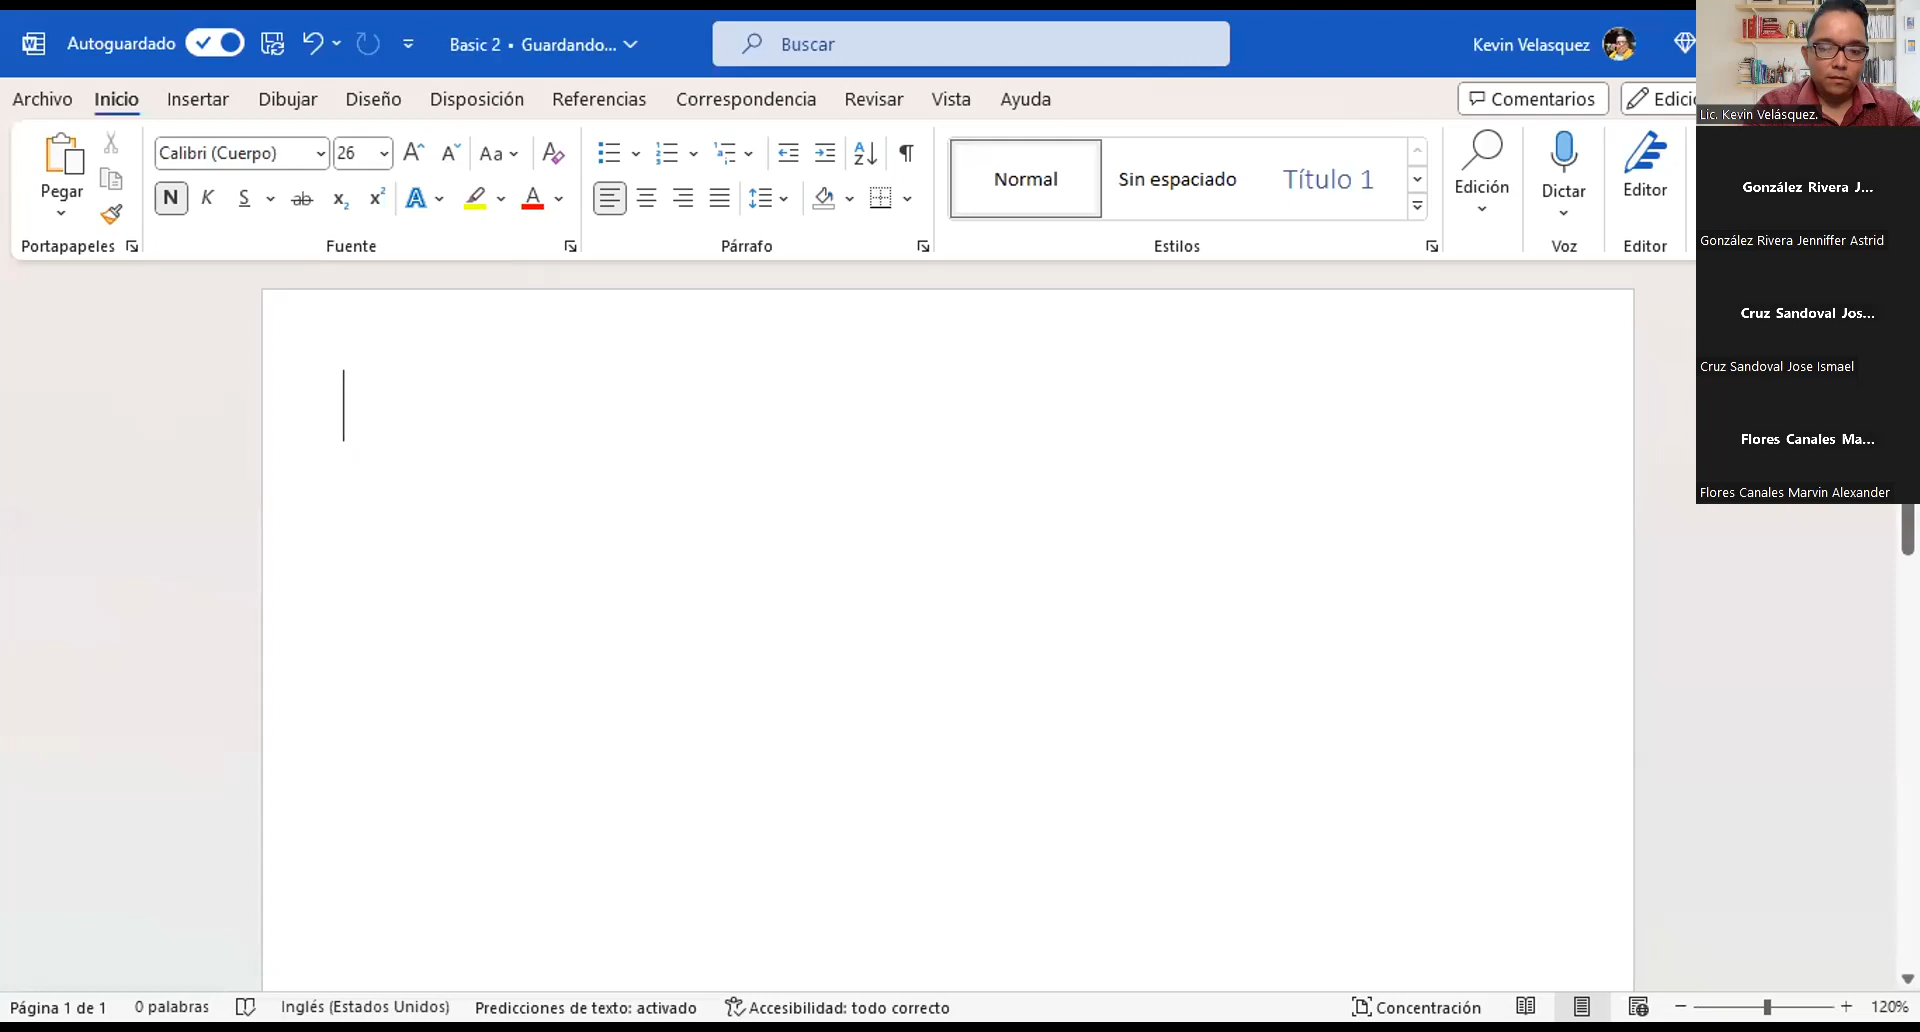 Autoguardado
Basic 2 • Guardando...
Buscar
Kevin Velasquez
Archivo Inicio Insertar Dibujar Diseño Disposición Referencias Correspondencia Revisar Vista Ayuda
Comentarios
Edici
Pegar
Portapapeles
Calibri (Cuerpo) 26
Aa
N K S ab x₂ x²
Fuente
Párrafo
Normal
Sin espaciado
Título 1
Estilos
Edición
Dictar
Voz
Editor
Editor
Lic. Kevin Velásquez.
González Rivera J...
González Rivera Jenniffer Astrid
Cruz Sandoval Jos...
Cruz Sandoval Jose Ismael
Flores Canales Ma...
Flores Canales Marvin Alexander
Página 1 de 1 0 palabras Inglés (Estados Unidos) Predicciones de texto: activado Accesibilidad: todo correcto Concentración 120%